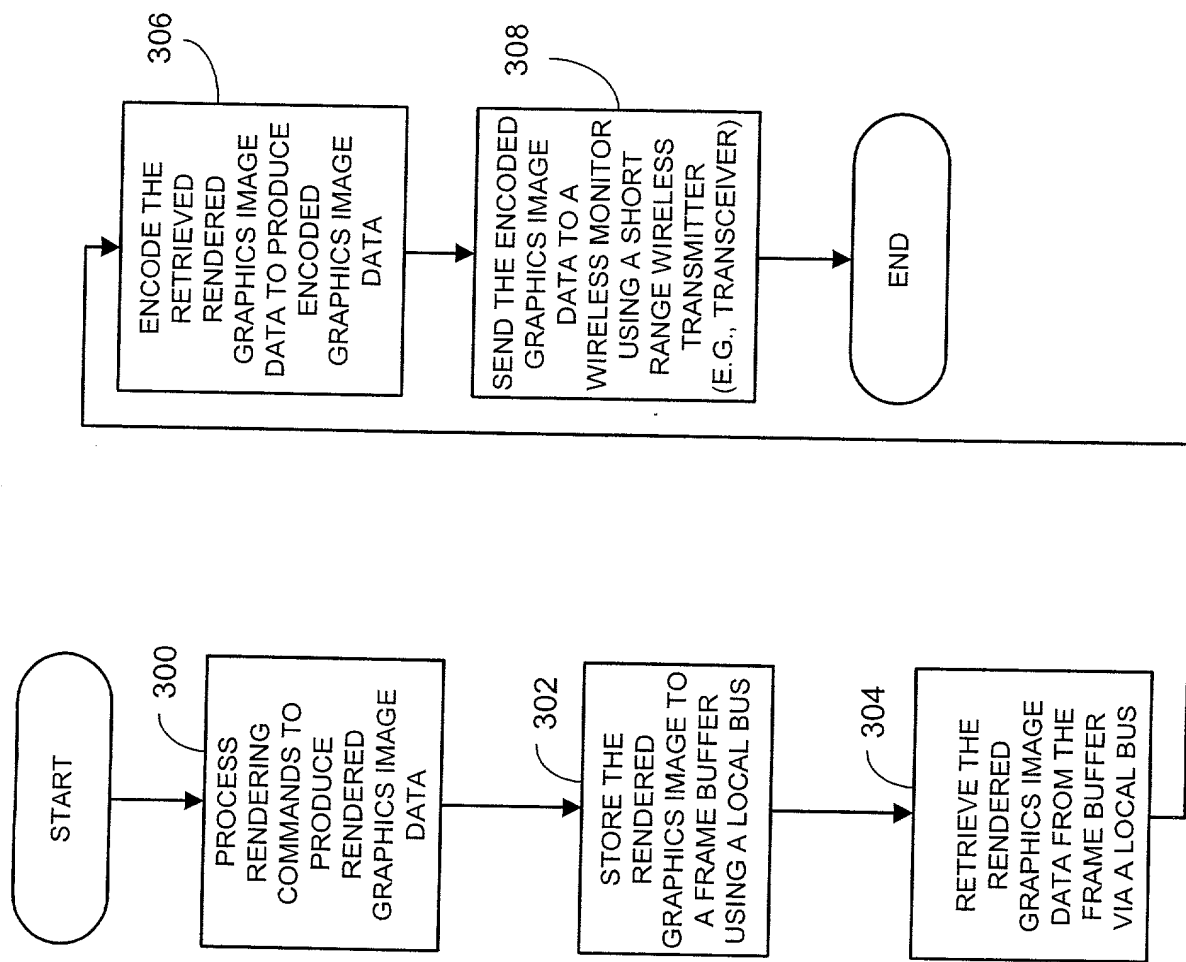 START
300
PROCESS
RENDERING
COMMANDS TO
PRODUCE
RENDERED
GRAPHICS IMAGE
DATA
302
STORE THE
RENDERED
GRAPHICS IMAGE TO
A FRAME BUFFER
USING A LOCAL BUS
304
RETRIEVE THE
RENDERED
GRAPHICS IMAGE
DATA FROM THE
FRAME BUFFER
VIA A LOCAL BUS
306
ENCODE THE
RETRIEVED
RENDERED
GRAPHICS IMAGE
DATA TO PRODUCE
ENCODED
GRAPHICS IMAGE
DATA
308
SEND THE ENCODED
GRAPHICS IMAGE
DATA TO A
WIRELESS MONITOR
USING A SHORT
RANGE WIRELESS
TRANSMITTER
(E.G., TRANSCEIVER)
END